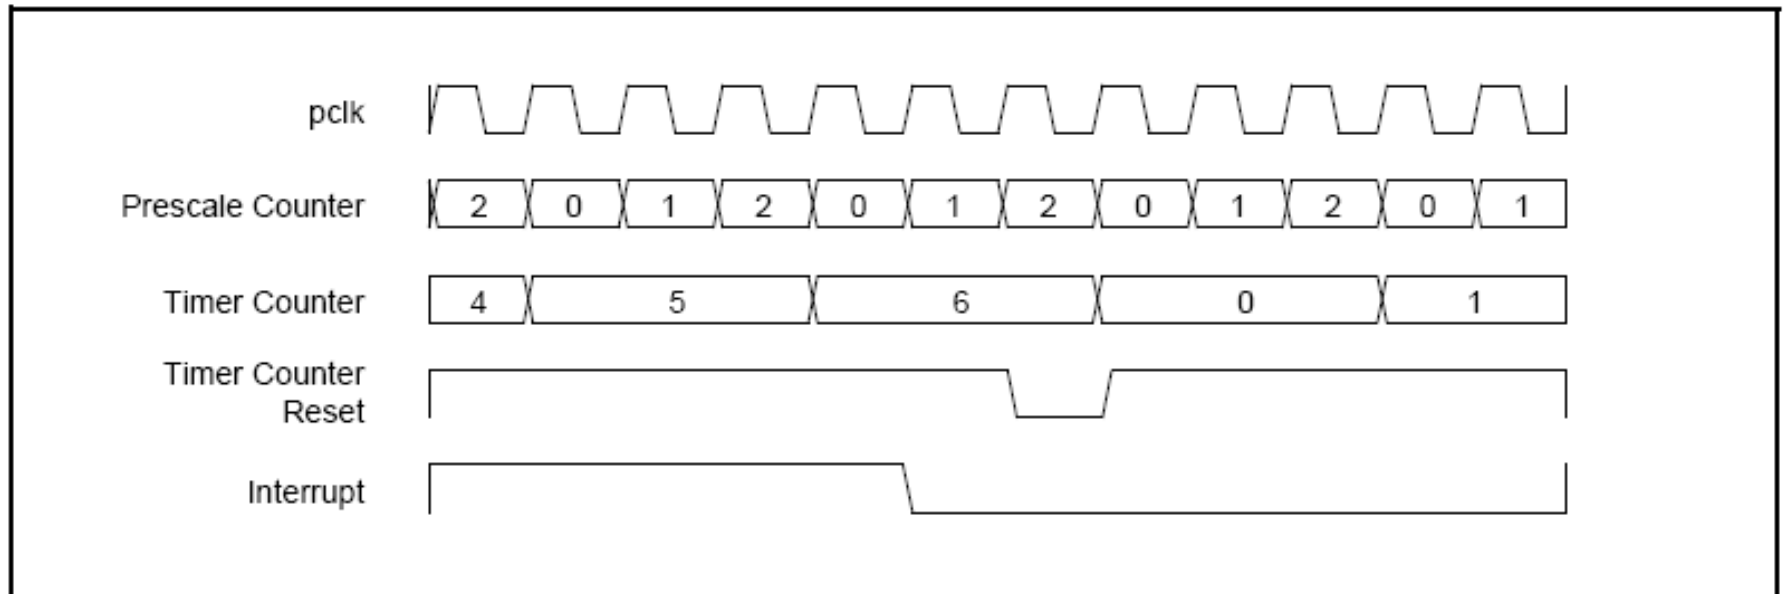 pclk
Prescale Counter 2 0 1 2 0 1 2 0 1 2 0 1
Timer Counter 4 5 6 0 1
Timer Counter
Reset
Interrupt